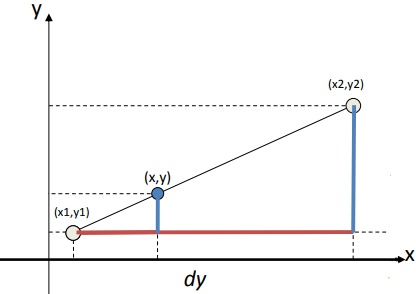 y
(x2,y2)
(x,y)
(x1,y1)
x
dy